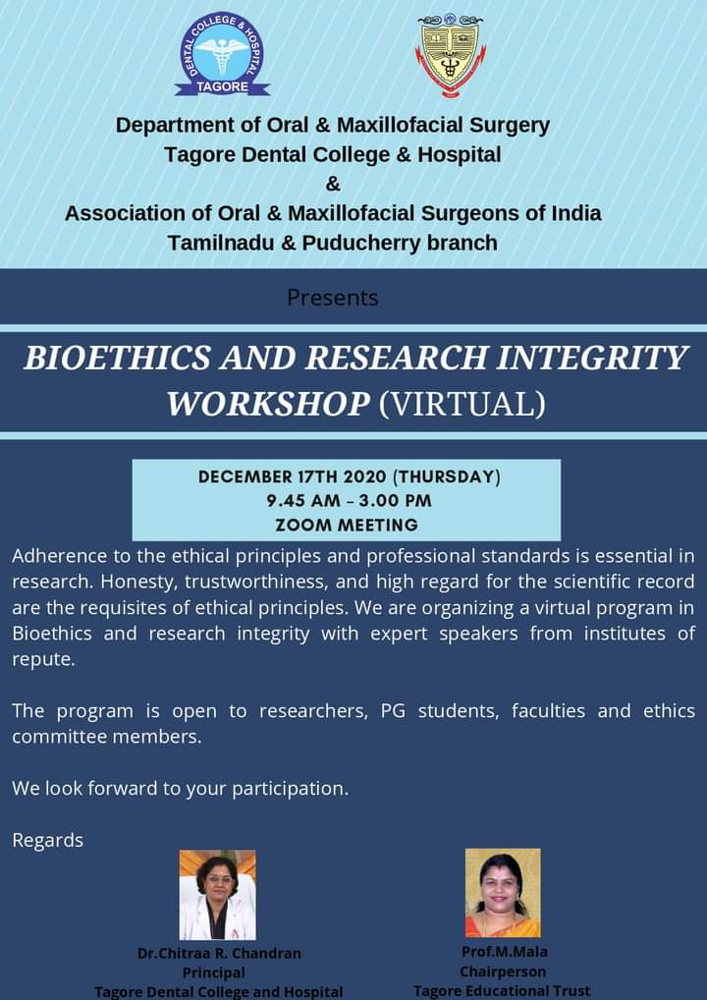 DENTAL COLLEGE & HOSPITAL
TAGORE
Department of Oral & Maxillofacial Surgery
Tagore Dental College & Hospital
&
Association of Oral & Maxillofacial Surgeons of India
Tamilnadu & Puducherry branch
Presents
BIOETHICS AND RESEARCH INTEGRITY
WORKSHOP (VIRTUAL)
DECEMBER 17TH 2020 (THURSDAY)
9.45 AM – 3.00 PM
ZOOM MEETING
Adherence to the ethical principles and professional standards is essential in
research. Honesty, trustworthiness, and high regard for the scientific record
are the requisites of ethical principles. We are organizing a virtual program in
Bioethics and research integrity with expert speakers from institutes of
repute.
The program is open to researchers, PG students, faculties and ethics
committee members.
We look forward to your participation.
Regards
Dr.Chitraa R. Chandran
Principal
Tagore Dental College and Hospital
Prof.M.Mala
Chairperson
Tagore Educational Trust